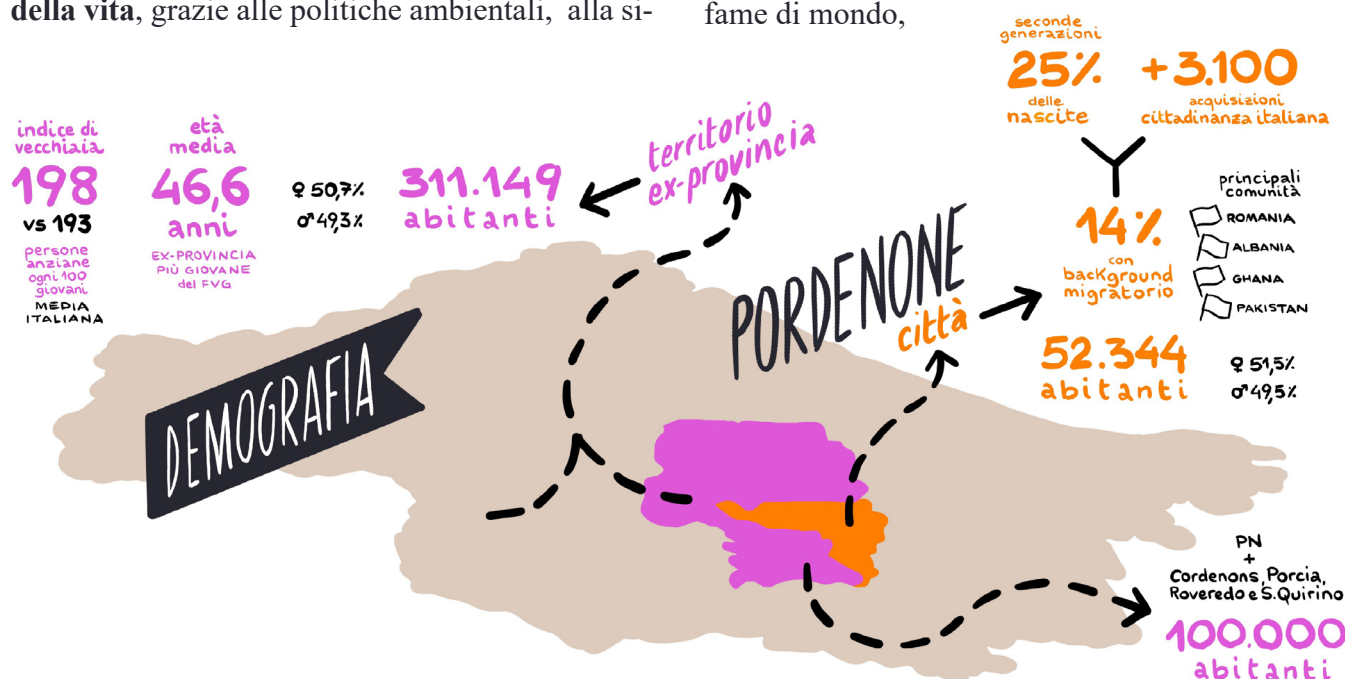 della vita, grazie alle politiche ambientali, alla si-
fame di mondo,
indice di
vecchiaia
198
vs 193
persone
anziane
ogni 100
giovani
MEDIA
ITALIANA
età
media
46,6
anni
EX-PROVINCIA
PIÙ GIOVANE
del FVG
♀ 50,7%
♂ 49,3%
311.149
abitanti
territorio
ex-provincia
DEMOGRAFIA
PORDENONE
città
seconde
generazioni
25%
delle
nascite
+3.100
acquisizioni
cittadinanza italiana
14%
con
background
migratorio
principali
comunità
ROMANIA
ALBANIA
GHANA
PAKISTAN
52.344
abitanti
♀ 51,5%
♂ 49,5%
PN
+
Cordenons, Porcia,
Roveredo e S.Quirino
100.000
abitanti